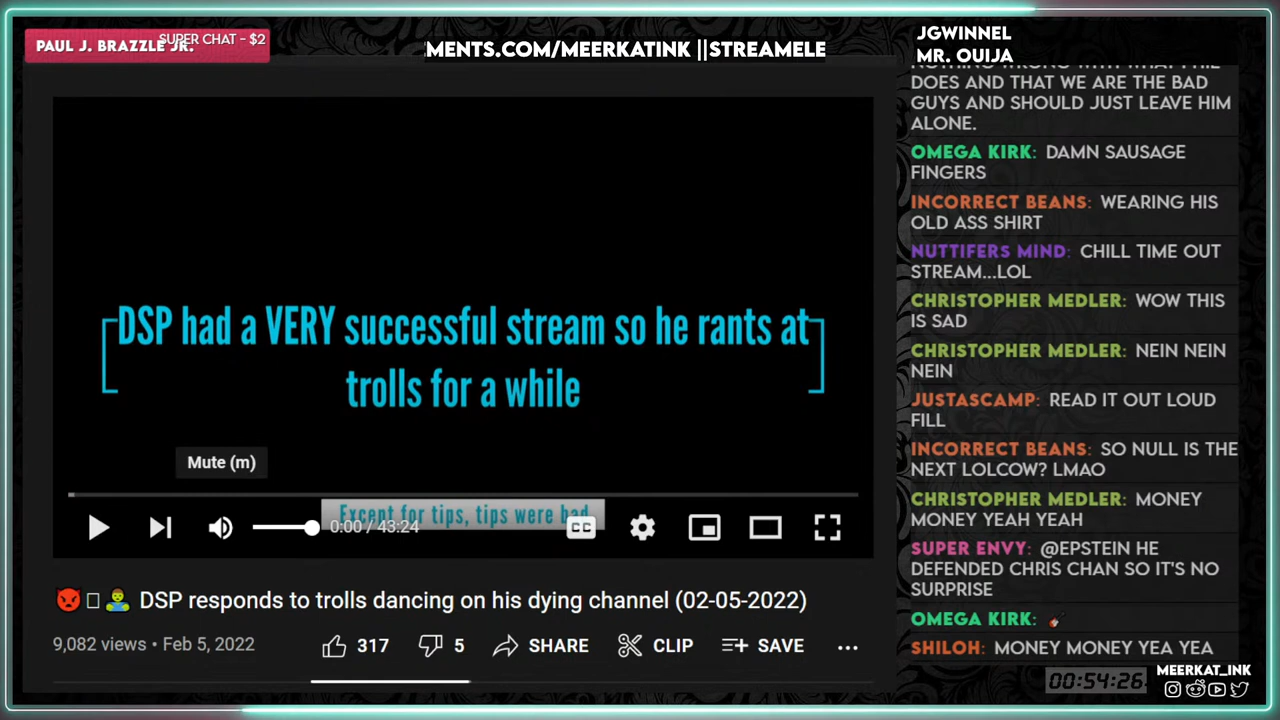 PAUL J. BRAZZLE JR.
SUPER CHAT - $2
MENTS.COM/MEERKATINK ||STREAMELE
JGWINNEL
MR. OUIJA
DSP had a VERY successful stream so he rants at
trolls for a while
Mute (m)
Except for tips, tips were bad
0:00 / 43:24
CC
DSP responds to trolls dancing on his dying channel (02-05-2022)
9,082 views • Feb 5, 2022
317
5
SHARE
CLIP
SAVE
NOTHING WRONG WITH WHAT PHIL
DOES AND THAT WE ARE THE BAD
GUYS AND SHOULD JUST LEAVE HIM
ALONE.
OMEGA KIRK: DAMN SAUSAGE
FINGERS
INCORRECT BEANS: WEARING HIS
OLD ASS SHIRT
NUTTIFERS MIND: CHILL TIME OUT
STREAM...LOL
CHRISTOPHER MEDLER: WOW THIS
IS SAD
CHRISTOPHER MEDLER: NEIN NEIN
NEIN
JUSTASCAMP: READ IT OUT LOUD
FILL
INCORRECT BEANS: SO NULL IS THE
NEXT LOLCOW? LMAO
CHRISTOPHER MEDLER: MONEY
MONEY YEAH YEAH
SUPER ENVY: @EPSTEIN HE
DEFENDED CHRIS CHAN SO IT'S NO
SURPRISE
OMEGA KIRK:
SHILOH: MONEY MONEY YEA YEA
00:54:26
MEERKAT_INK